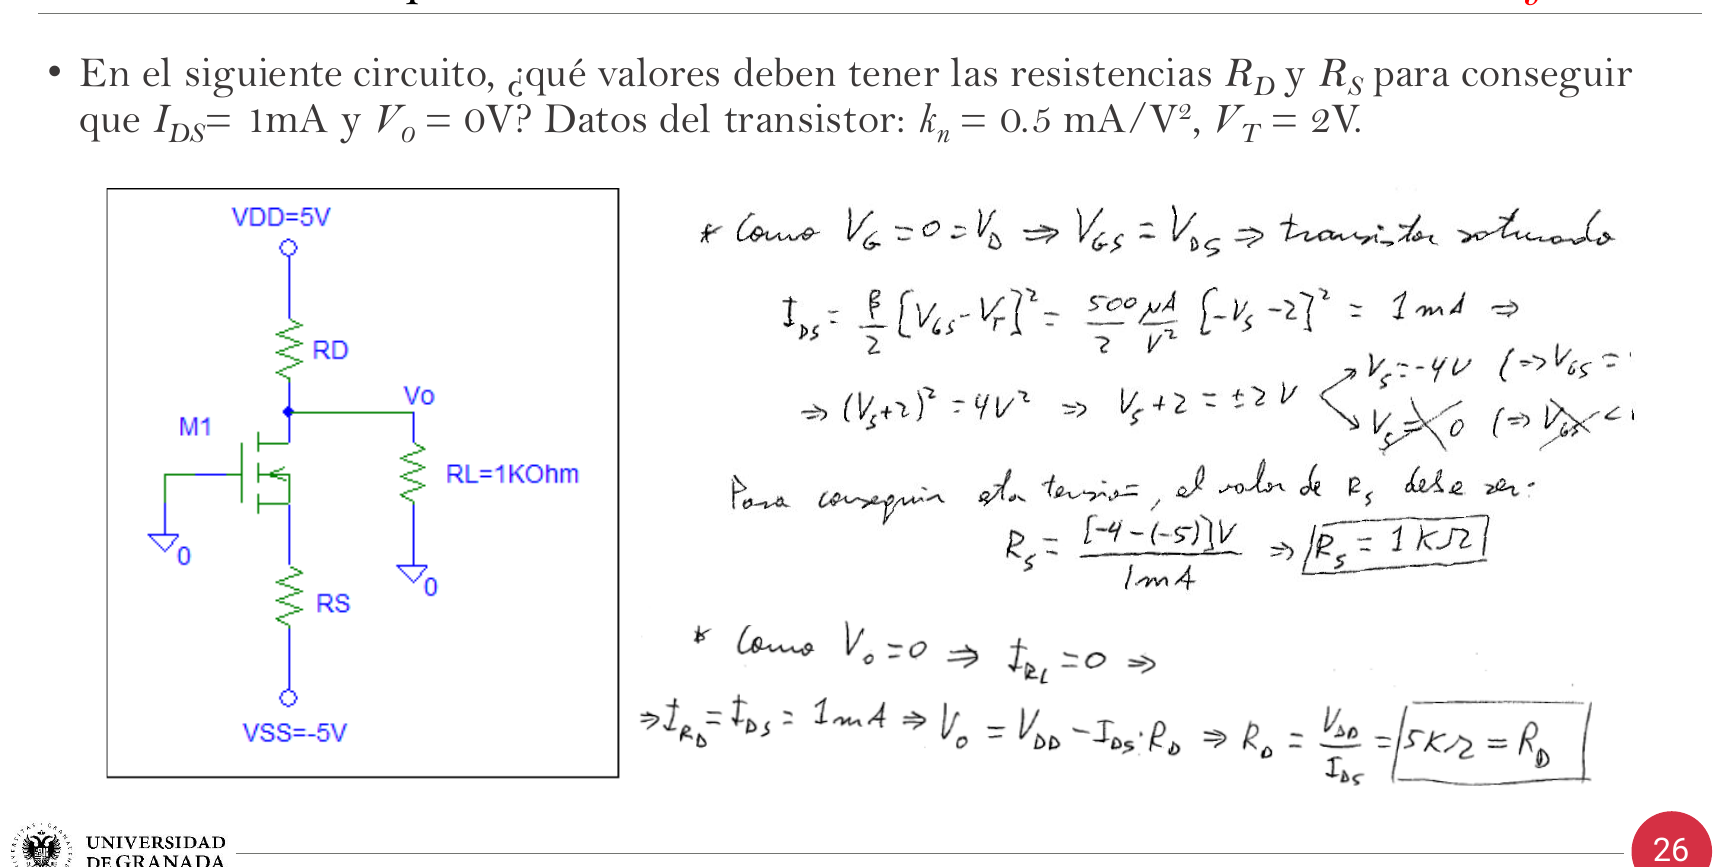 • En el siguiente circuito, ¿qué valores deben tener las resistencias R_D y R_S para conseguir
que I_DS= 1mA y V_o = 0V? Datos del transistor: k_n = 0.5 mA/V², V_T = 2V.
VDD=5V
RD
Vo
M1
RL=1KOhm
0
0
RS
VSS=-5V
* Como V_G = 0 = V_D ⇒ V_GS = V_DS ⇒ transistor saturado
I_DS = β/2 [V_GS - V_T]² = 500/2 μA/V² [-V_S - 2]² = 1mA ⇒
⇒ (V_S+2)² = 4V² ⇒ V_S + 2 = ±2V
V_S = -4V (⇒ V_GS =
V_S = 0 (⇒ V_GS <
Para conseguir esta tensión, el valor de R_S debe ser:
R_S = [-4-(-5)]V / 1mA ⇒ R_S = 1KΩ
* Como V_o = 0 ⇒ I_RL = 0 ⇒
⇒ I_RD = I_DS = 1mA ⇒ V_o = V_DD - I_DS·R_D ⇒ R_D = V_DD/I_DS = 5KΩ = R_D
UNIVERSIDAD
DE GRANADA
26